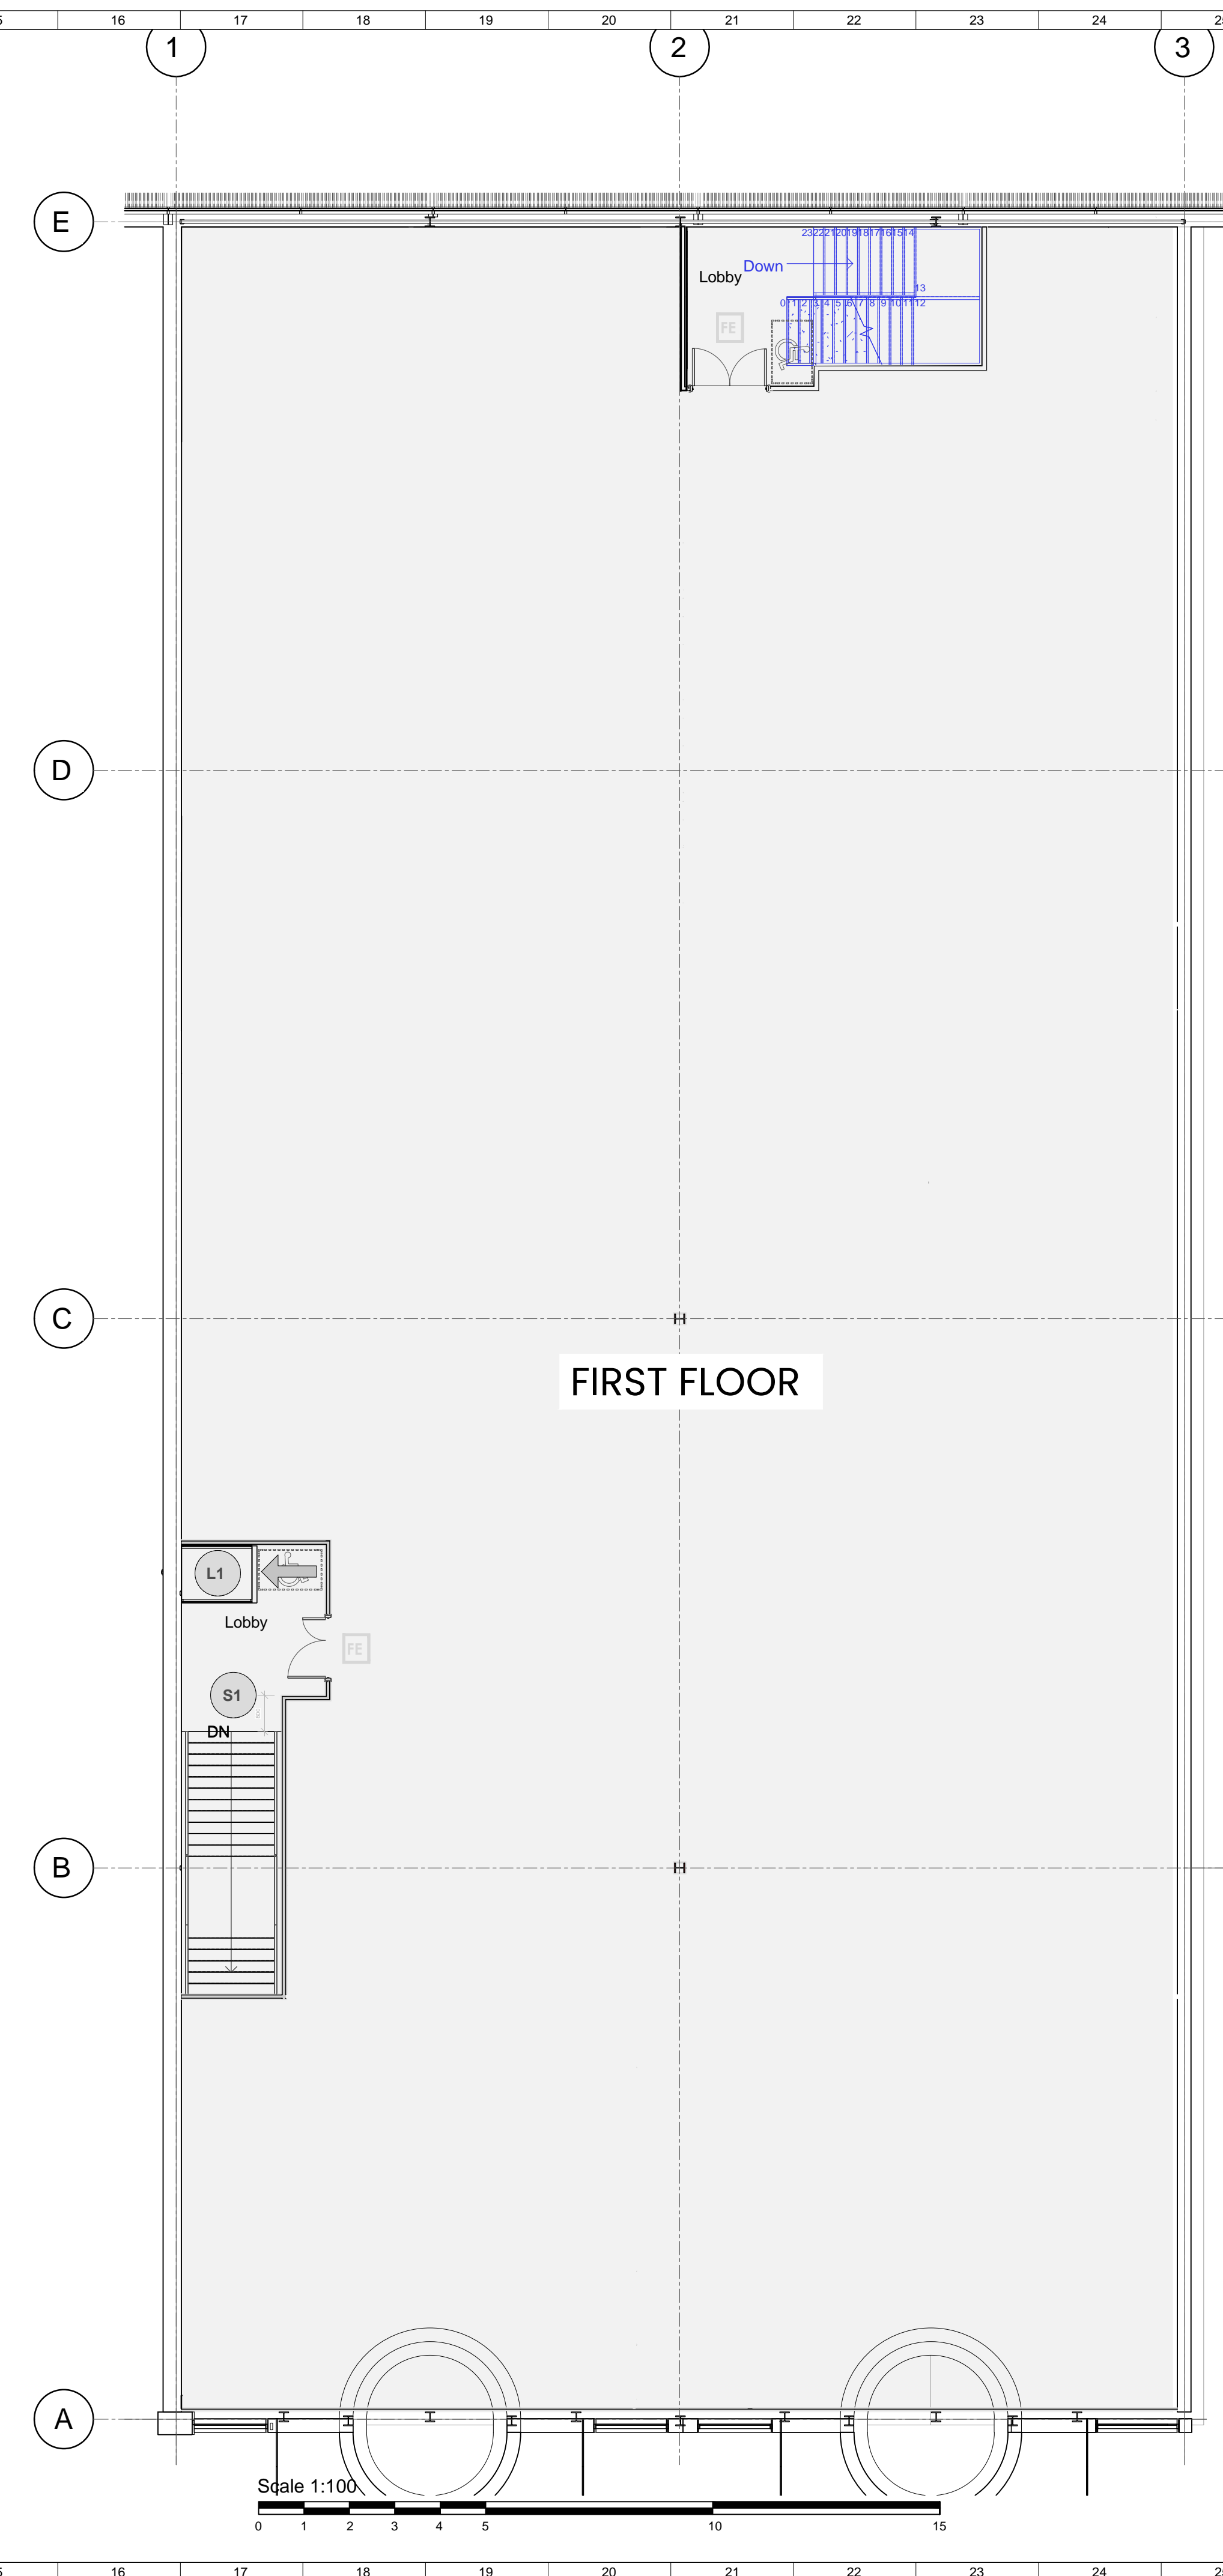 16 17 18 19 20 21 22 23 24
1 2 3
E
23 22 21 20 19 18 17 16 15 14
Down
Lobby
13
0 1 2 3 4 5 6 7 8 9 10 11 12
FE
D
C
FIRST FLOOR
L1
Lobby
FE
S1
DN
B
A
Scale 1:100
0 1 2 3 4 5 10 15
16 17 18 19 20 21 22 23 24